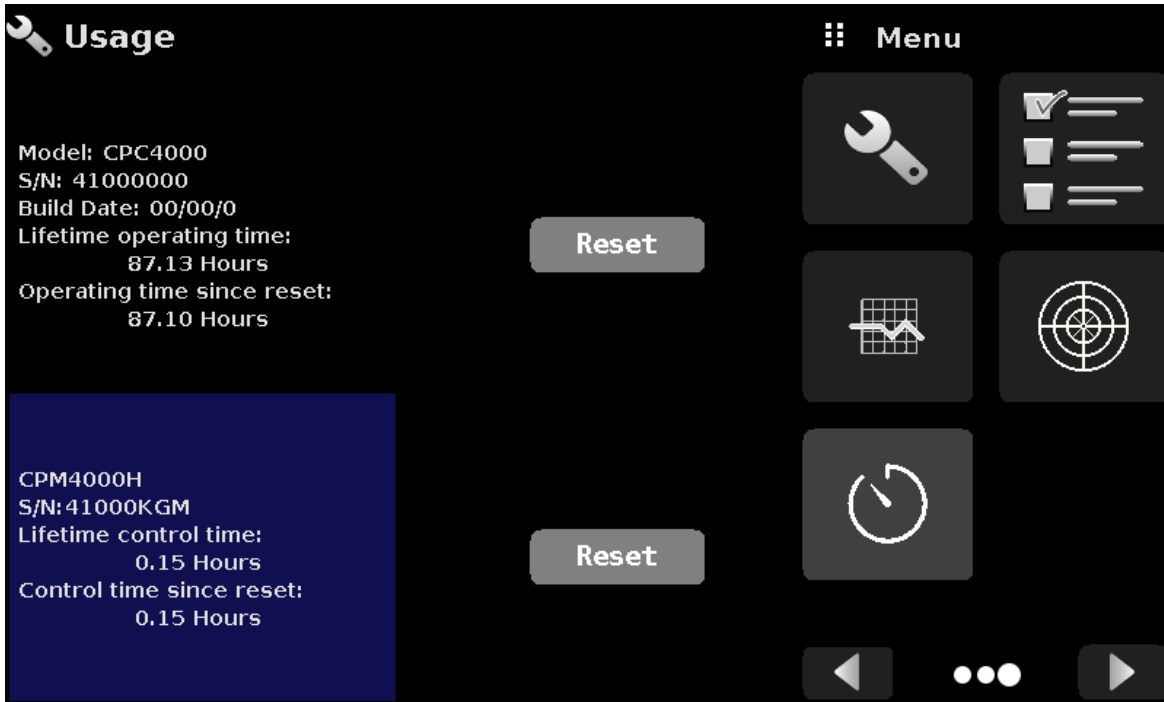 Usage
Menu
Model: CPC4000
S/N: 41000000
Build Date: 00/00/0
Lifetime operating time:
87.13 Hours
Operating time since reset:
87.10 Hours
Reset
CPM4000H
S/N:41000KGM
Lifetime control time:
0.15 Hours
Control time since reset:
0.15 Hours
Reset